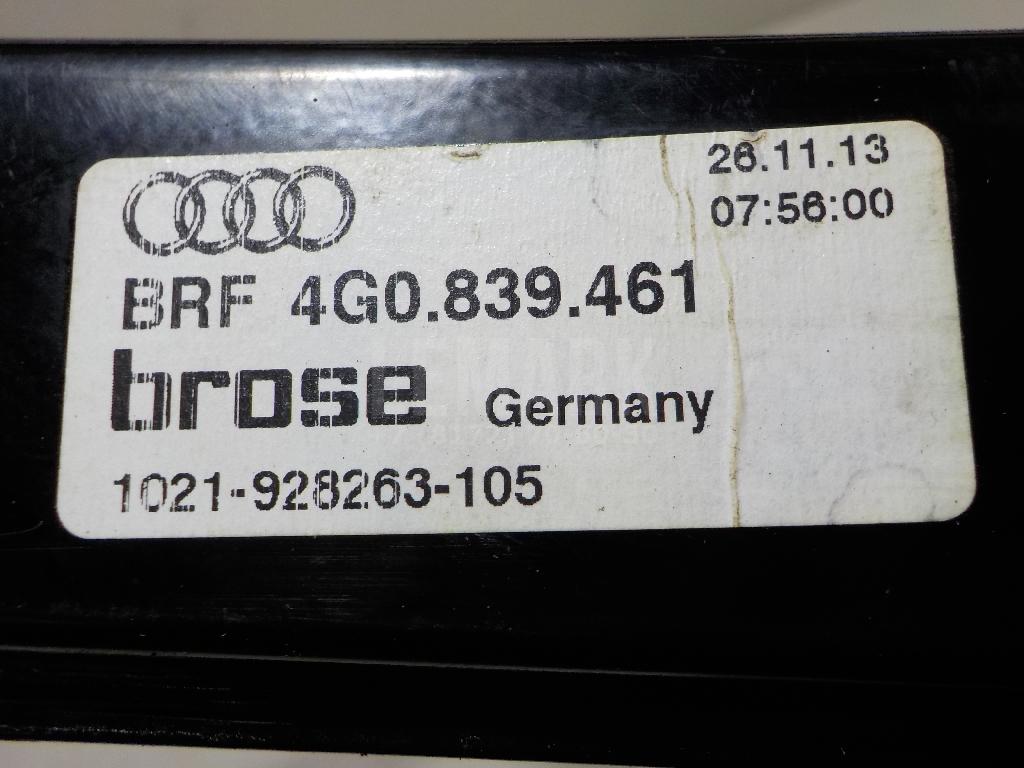 26.11.13
07:56:00
BRF 4G0.839.461
brose Germany
1021-928263-105